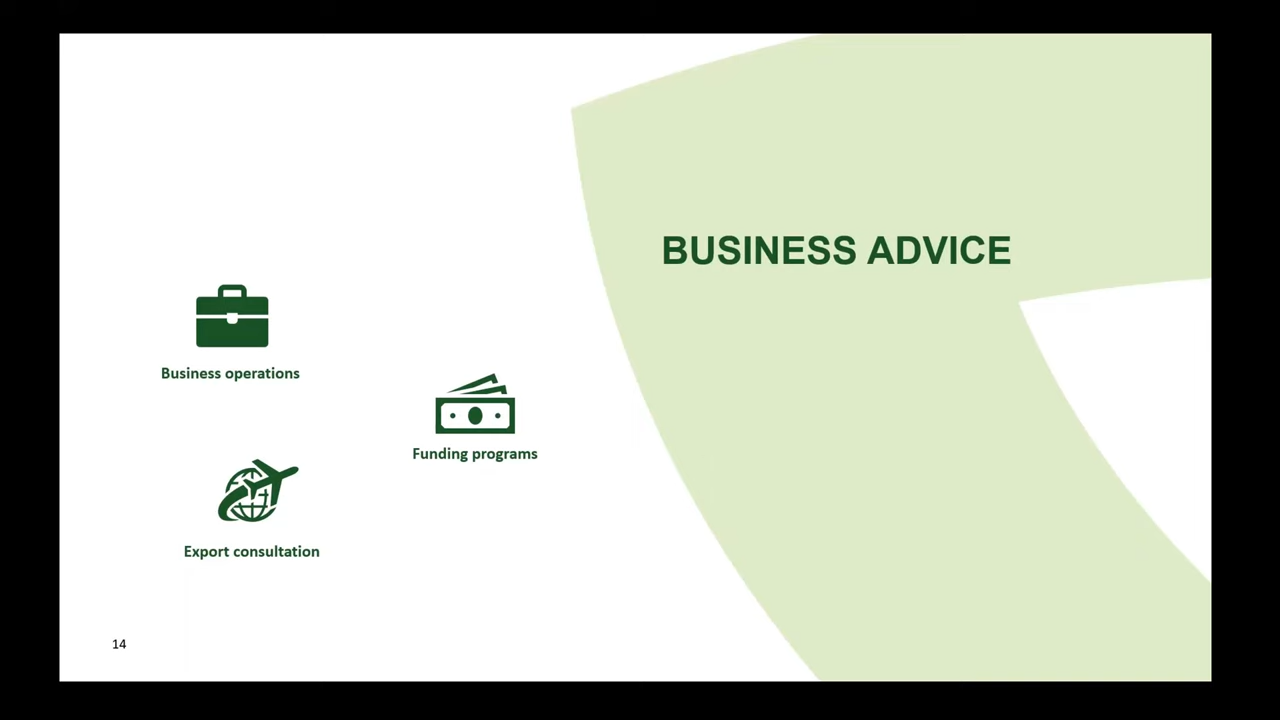 BUSINESS ADVICE
Business operations
Funding programs
Export consultation
14